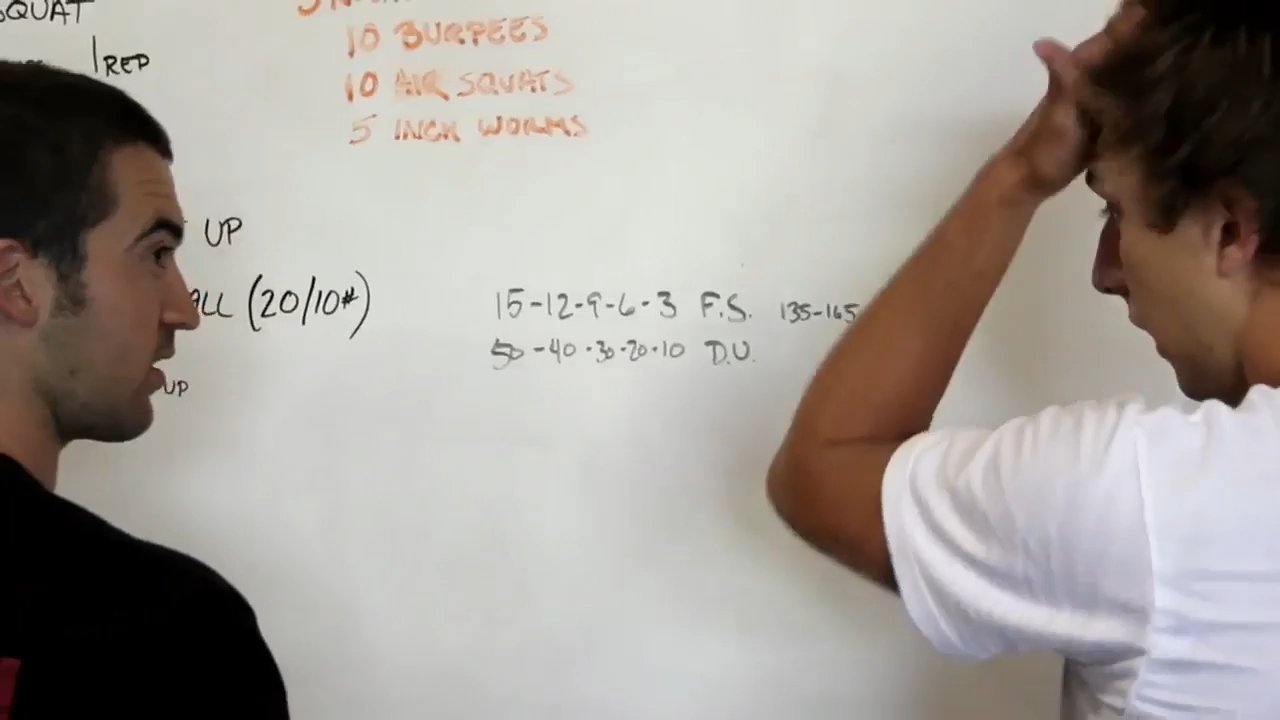 SQUAT
1 REP
10 BURPEES
10 AIR SQUATS
5 INCH WORMS
UP
ALL (20/10#)
UP
15-12-9-6-3 F.S. 135-165
50-40-30-20-10 D.U.